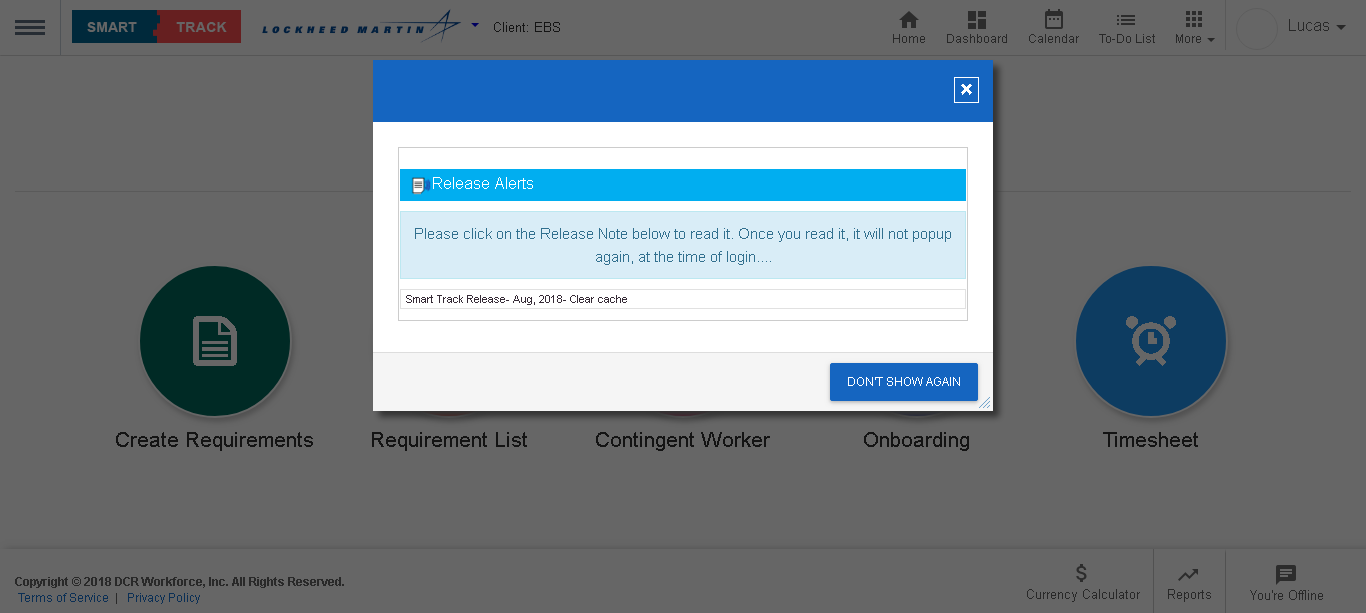 SMART TRACK
LOCKHEED MARTIN
Client: EBS
Home
Dashboard
Calendar
To-Do List
More
Lucas
Release Alerts
Please click on the Release Note below to read it. Once you read it, it will not popup
again, at the time of login....
Smart Track Release- Aug, 2018- Clear cache
DON'T SHOW AGAIN
Create Requirements
Requirement List
Contingent Worker
Onboarding
Timesheet
Copyright © 2018 DCR Workforce, Inc. All Rights Reserved.
Terms of Service | Privacy Policy
Currency Calculator
Reports
You're Offline